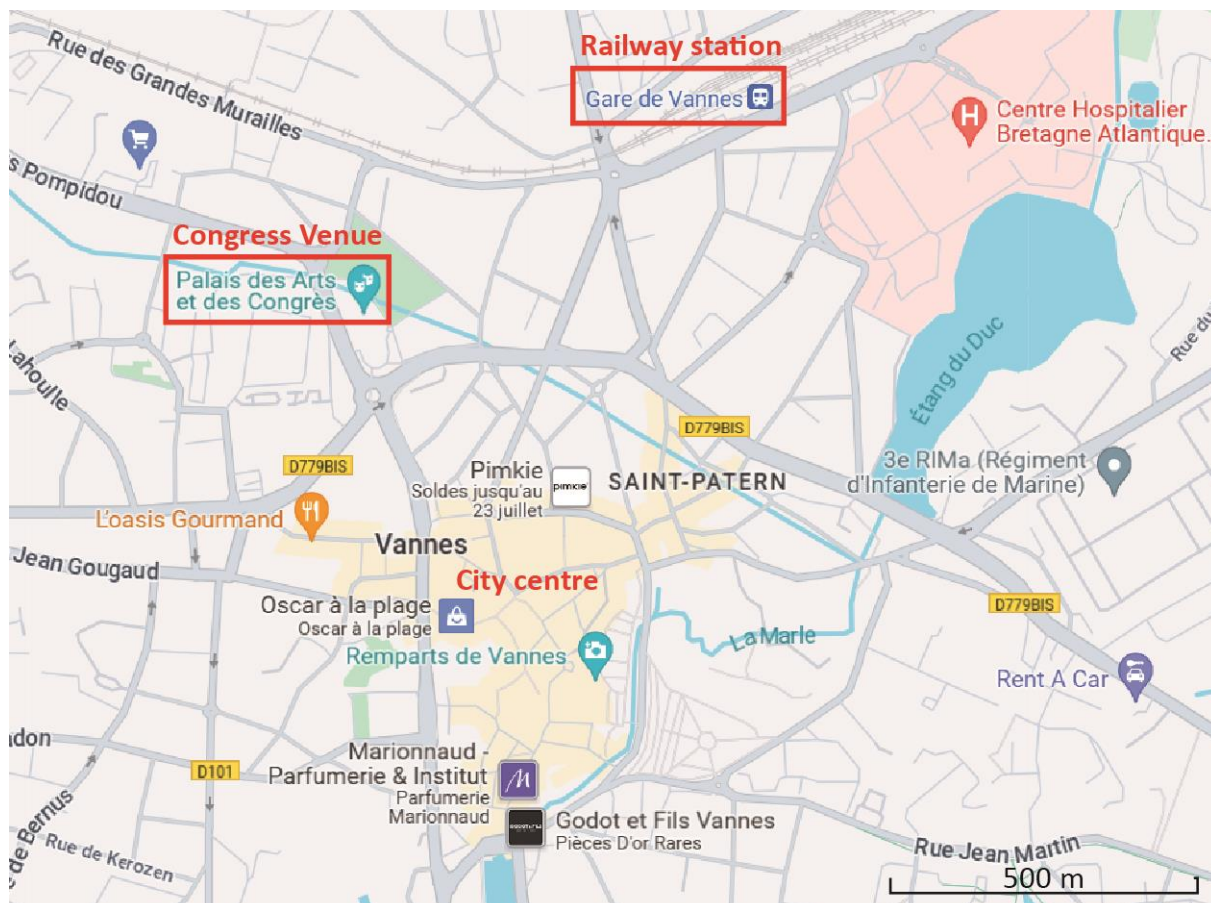 Railway station
Gare de Vannes
Rue des Grandes Murailles
Centre Hospitalier
Bretagne Atlantique.
s Pompidou
Congress Venue
Palais des Arts
et des Congrès
Lahoulle
Étang du Duc
Rue du
D779BIS
D779BIS
Pimkie
Soldes jusqu'au
23 juillet
pimkie
SAINT-PATERN
3e RIMa (Régiment
d'Infanterie de Marine)
L'oasis Gourmand
Vannes
Jean Gougaud
City centre
Oscar à la plage
Oscar à la plage
D779BIS
La Marle
Remparts de Vannes
Rent A Car
don
D101
Marionnaud -
Parfumerie & Institut
Parfumerie
Marionnaud
M
Godot et Fils Vannes
Pièces D'or Rares
de Bernus
Rue de Kerozen
Rue Jean Martin
500 m